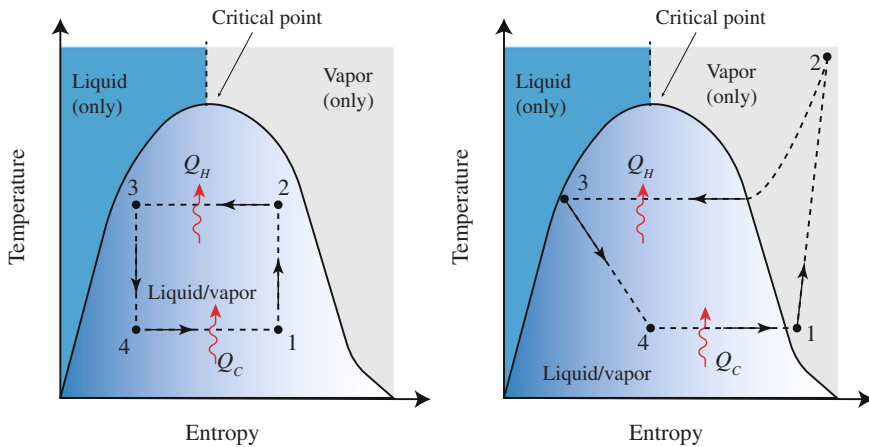 Critical point
Liquid
(only)
Vapor
(only)
Q_H
3
2
Liquid/vapor
4
1
Q_C
Temperature
Entropy
Critical point
Liquid
(only)
Vapor
(only)
2
Q_H
3
4
1
Q_C
Liquid/vapor
Temperature
Entropy